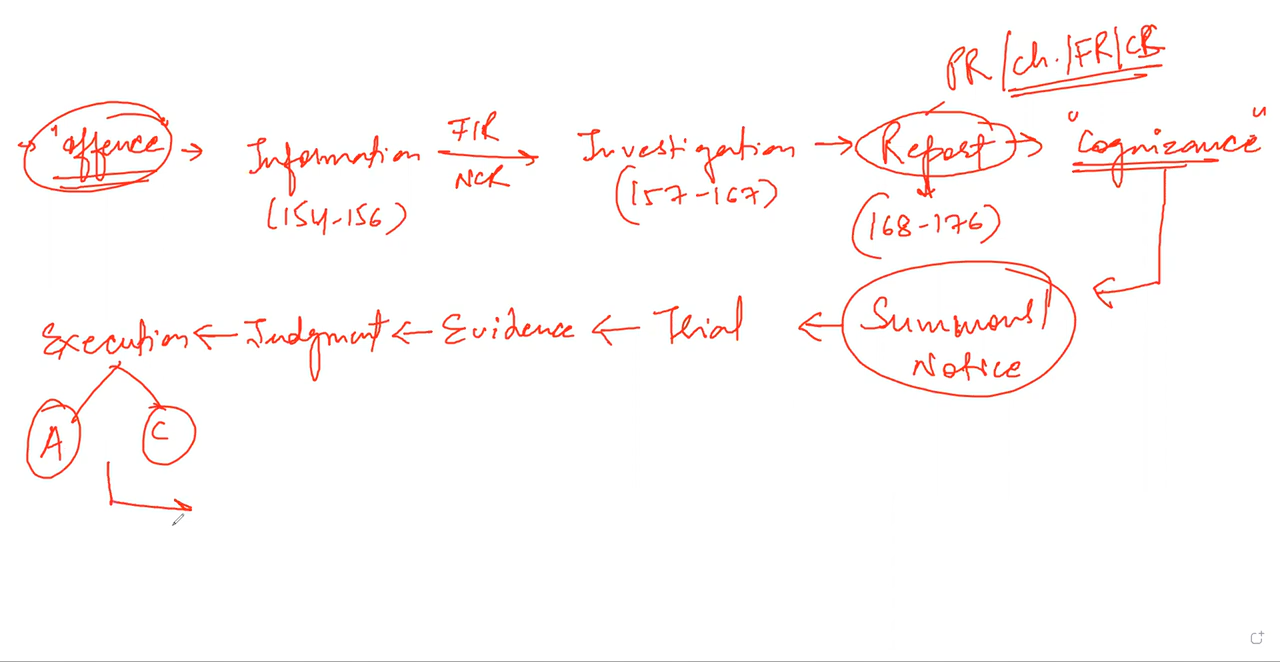 PR/ch./FR/CR
"offence" → Information FIR NCR → Investigation → Report → "Cognizance"
(154-156) (157-167) (168-176)
Execution ← Judgment ← Evidence ← Trial ← Summons/
Notice
A C